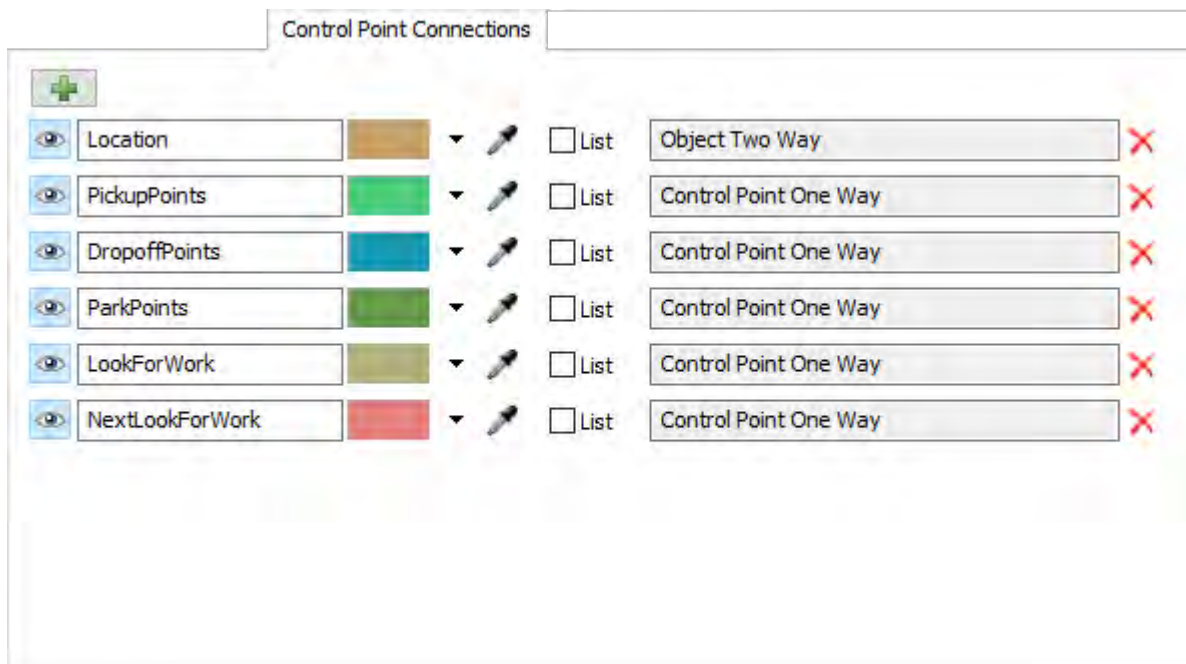 Control Point Connections
Location List Object Two Way
PickupPoints List Control Point One Way
DropoffPoints List Control Point One Way
ParkPoints List Control Point One Way
LookForWork List Control Point One Way
NextLookForWork List Control Point One Way